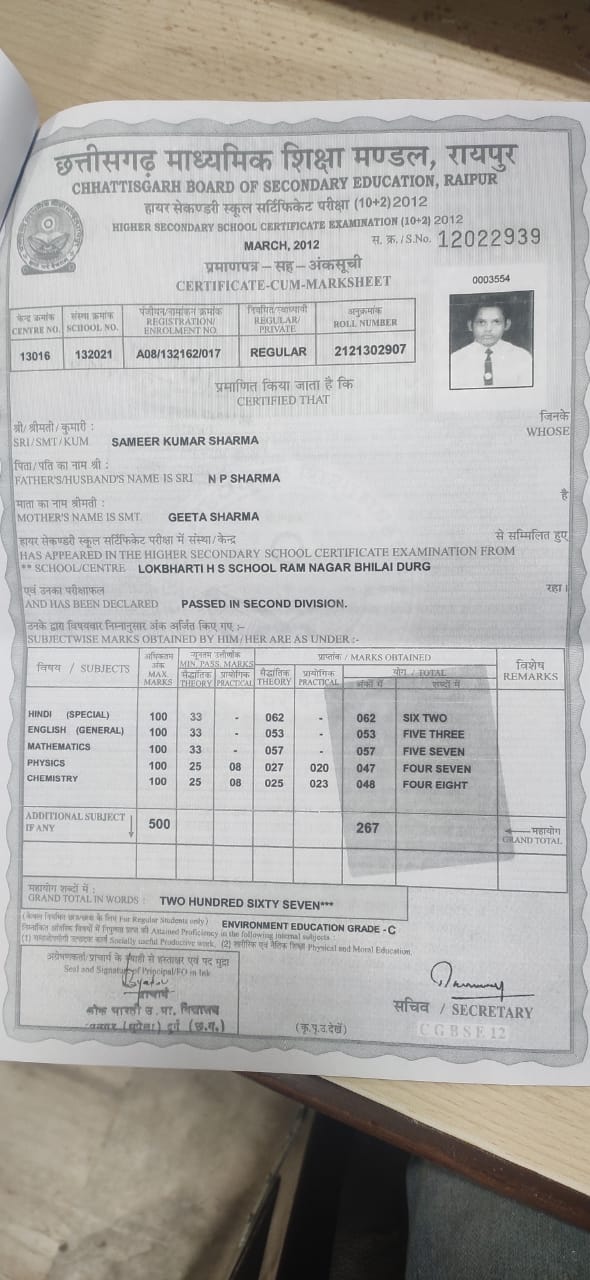 छत्तीसगढ़ माध्यमिक शिक्षा मण्डल, रायपुर
CHHATTISGARH BOARD OF SECONDARY EDUCATION, RAIPUR
हायर सेकण्डरी स्कूल सर्टिफिकेट परीक्षा (10+2) 2012
HIGHER SECONDARY SCHOOL CERTIFICATE EXAMINATION (10+2) 2012
MARCH, 2012 स. क्र./S.No. 12022939
प्रमाणपत्र – सह – अंकसूची
CERTIFICATE-CUM-MARKSHEET
0003554
केन्द्र क्रमांक CENTRE NO. संस्था क्रमांक SCHOOL NO. पंजीयन/नामांकन क्रमांक REGISTRATION/ ENROLMENT NO. नियमित/स्वाध्यायी REGULAR/ PRIVATE अनुक्रमांक ROLL NUMBER
13016 132021 A08/132162/017 REGULAR 2121302907
प्रमाणित किया जाता है कि
CERTIFIED THAT
श्री/श्रीमती/कुमारी : जिनके
SRI/SMT/KUM SAMEER KUMAR SHARMA WHOSE
पिता/पति का नाम श्री :
FATHER'S/HUSBAND'S NAME IS SRI N P SHARMA
माता का नाम श्रीमती : है
MOTHER'S NAME IS SMT. GEETA SHARMA
हायर सेकण्डरी स्कूल सर्टिफिकेट परीक्षा में संस्था/केन्द्र से सम्मिलित हुए
HAS APPEARED IN THE HIGHER SECONDARY SCHOOL CERTIFICATE EXAMINATION FROM
** SCHOOL/CENTRE LOKBHARTI H S SCHOOL RAM NAGAR BHILAI DURG
एवं उनका परीक्षाफल रहा।
AND HAS BEEN DECLARED PASSED IN SECOND DIVISION.
उनके द्वारा विषयवार निम्नानुसार अंक अर्जित किए गए :-
SUBJECTWISE MARKS OBTAINED BY HIM/HER ARE AS UNDER :-
विषय / SUBJECTS अधिकतम अंक MAX. MARKS न्यूनतम उत्तीर्णांक MIN. PASS. MARKS प्राप्तांक / MARKS OBTAINED विशेष REMARKS
सैद्धांतिक THEORY प्रायोगिक PRACTICAL सैद्धांतिक THEORY प्रायोगिक PRACTICAL योग / TOTAL अंकों में शब्दों में
HINDI (SPECIAL) 100 33 - 062 - 062 SIX TWO
ENGLISH (GENERAL) 100 33 - 053 - 053 FIVE THREE
MATHEMATICS 100 33 - 057 - 057 FIVE SEVEN
PHYSICS 100 25 08 027 020 047 FOUR SEVEN
CHEMISTRY 100 25 08 025 023 048 FOUR EIGHT
ADDITIONAL SUBJECT IF ANY 500 267 महायोग GRAND TOTAL
महायोग शब्दों में :
GRAND TOTAL IN WORDS : TWO HUNDRED SIXTY SEVEN***
(केवल नियमित छात्र/छात्रा के लिए For Regular Students only) ENVIRONMENT EDUCATION GRADE - C
Attained Proficiency in the following internal subjects :
(1) Socially useful Productive work, (2) शारीरिक एवं नैतिक शिक्षा Physical and Moral Education.
अग्रेषणकर्ता/प्राचार्य के स्याही से हस्ताक्षर एवं पद मुद्रा
Seal and Signature of Principal/FO in Ink
प्राचार्य
लोक भारती उ. मा. विद्यालय
दुर्ग (छ.ग.)
सचिव / SECRETARY
(कृ.पृ.उ.देखें)
CGBSE 12